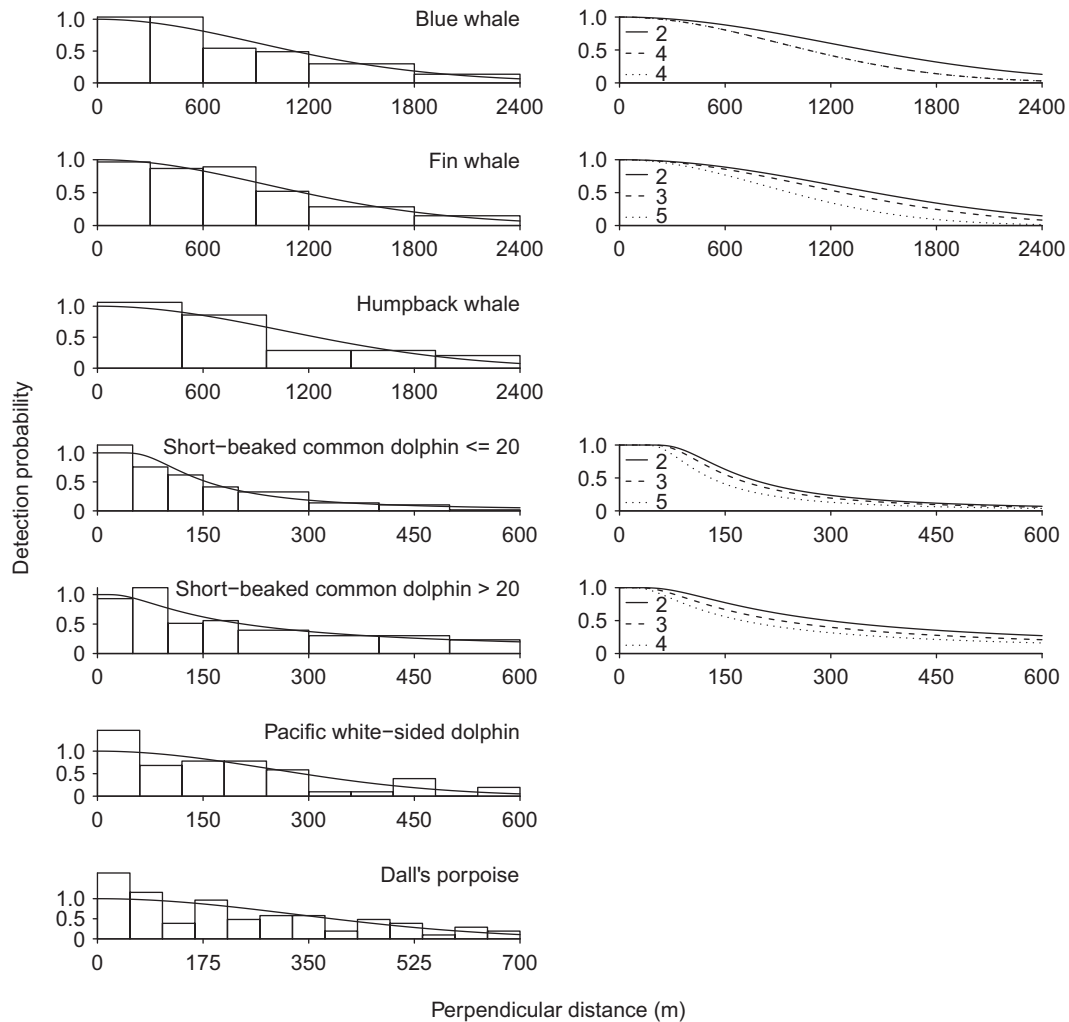 Blue whale
1.0
0.5
0
0 600 1200 1800 2400
2
4
4
0 600 1200 1800 2400
Fin whale
1.0
0.5
0
0 600 1200 1800 2400
1.0
0.5
0
2
3
5
0 600 1200 1800 2400
Humpback whale
1.0
0.5
0
0 600 1200 1800 2400
Detection probability
Short−beaked common dolphin <= 20
1.0
0.5
0
0 150 300 450 600
1.0
0.5
0
2
3
5
0 150 300 450 600
Short−beaked common dolphin > 20
1.0
0.5
0
0 150 300 450 600
1.0
0.5
0
2
3
4
0 150 300 450 600
Pacific white−sided dolphin
1.0
0.5
0
0 150 300 450 600
Dall's porpoise
1.0
0.5
0
0 175 350 525 700
Perpendicular distance (m)